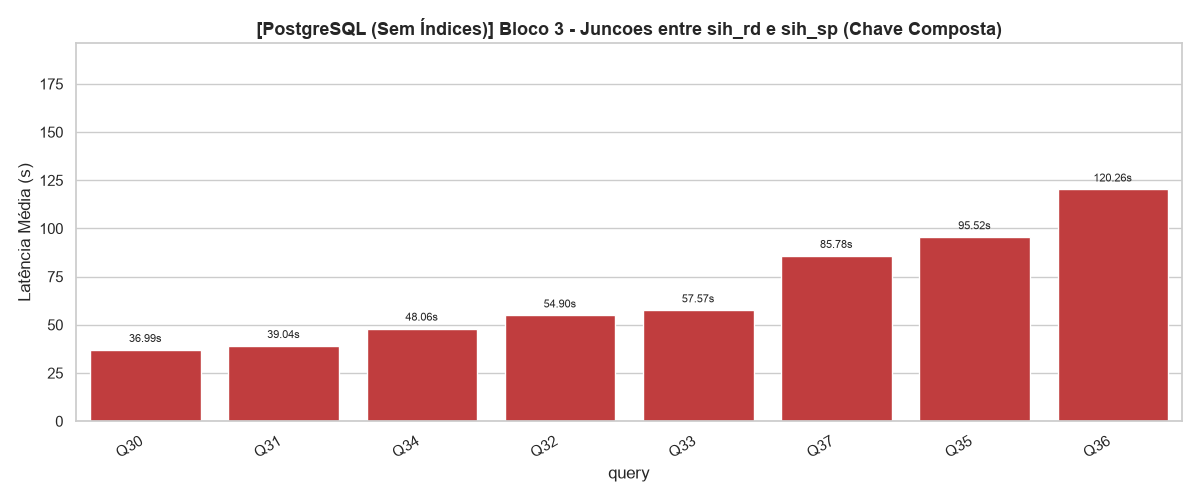 [PostgreSQL (Sem Índices)] Bloco 3 - Juncoes entre sih_rd e sih_sp (Chave Composta)
Latência Média (s)
175
150
125
100
75
50
25
0
36.99s
39.04s
48.06s
54.90s
57.57s
85.78s
95.52s
120.26s
Q30
Q31
Q34
Q32
Q33
Q37
Q35
Q36
query